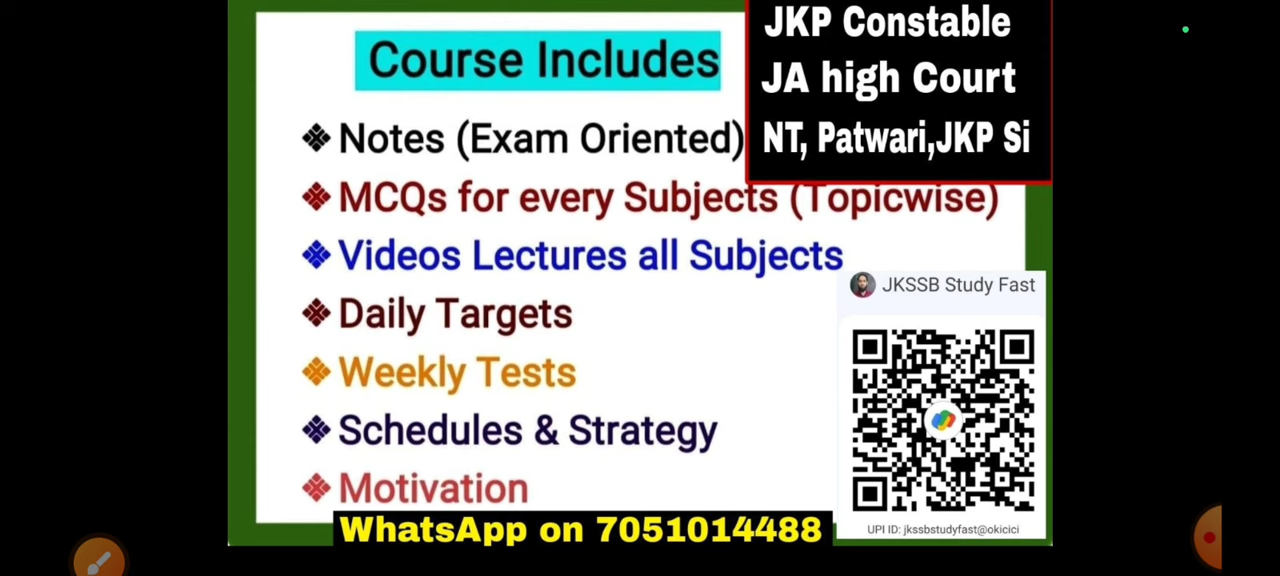 Course Includes
JKP Constable
JA high Court
NT, Patwari,JKP Si
❖ Notes (Exam Oriented)
❖ MCQs for every Subjects (Topicwise)
❖ Videos Lectures all Subjects
❖ Daily Targets
❖ Weekly Tests
❖ Schedules & Strategy
❖ Motivation
JKSSB Study Fast
UPI ID: jkssbstudyfast@okicici
WhatsApp on 7051014488